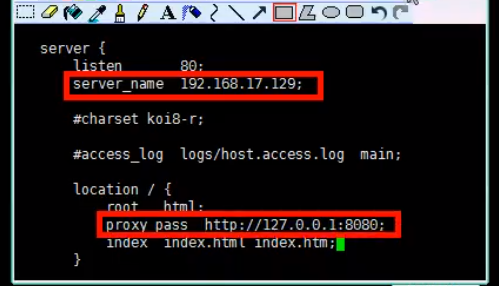 server {
listen 80;
server_name 192.168.17.129;
#charset koi8-r;
#access_log logs/host.access.log main;
location / {
root html;
proxy_pass http://127.0.0.1:8080;
index index.html index.htm;
}